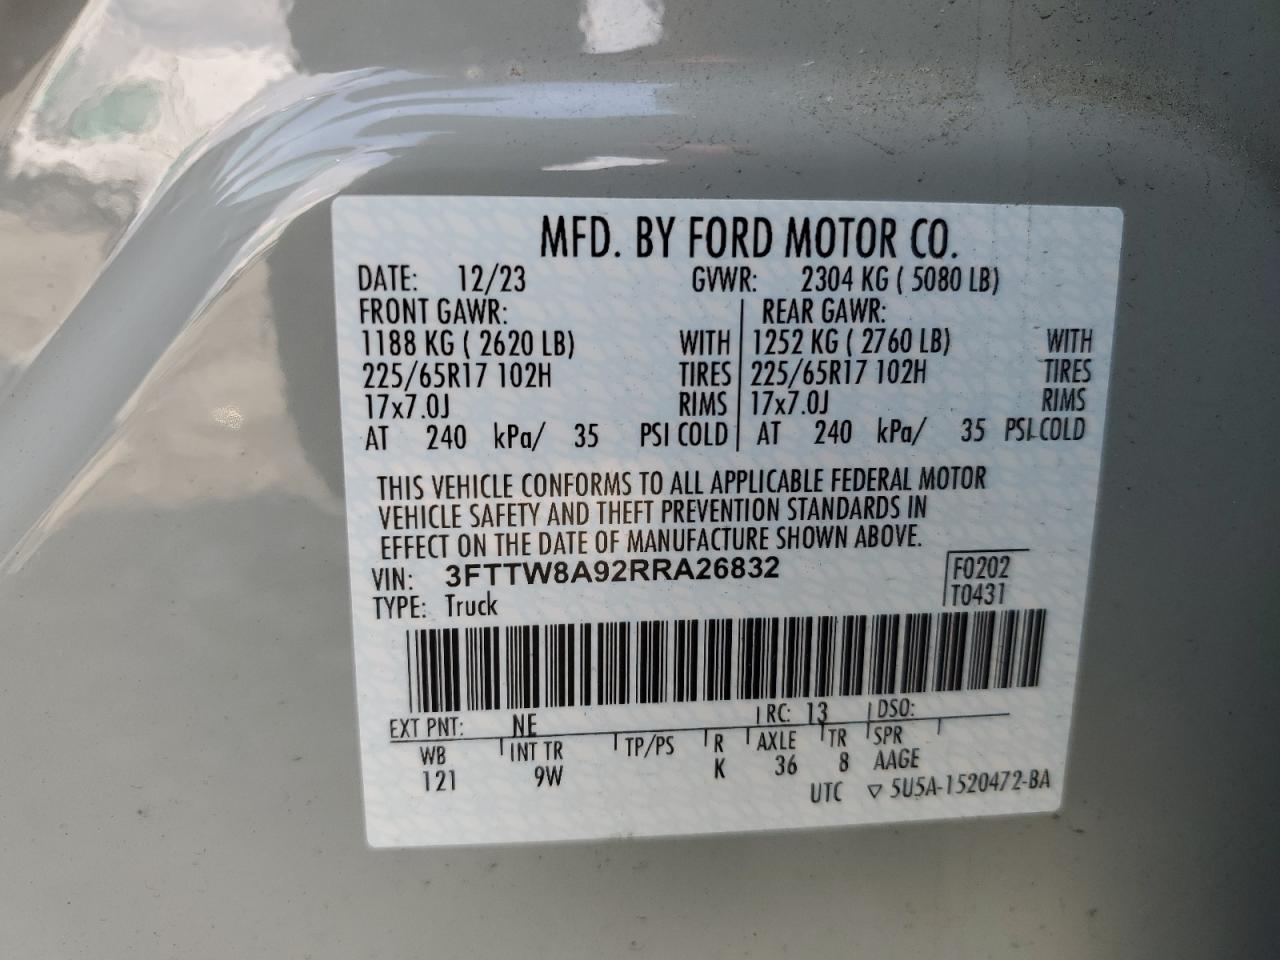 MFD. BY FORD MOTOR CO.
DATE: 12/23 GVWR: 2304 KG ( 5080 LB)
FRONT GAWR: REAR GAWR:
1188 KG ( 2620 LB) WITH 1252 KG ( 2760 LB) WITH
225/65R17 102H TIRES 225/65R17 102H TIRES
17x7.0J RIMS 17x7.0J RIMS
AT 240 kPa/ 35 PSI COLD AT 240 kPa/ 35 PSI COLD
THIS VEHICLE CONFORMS TO ALL APPLICABLE FEDERAL MOTOR
VEHICLE SAFETY AND THEFT PREVENTION STANDARDS IN
EFFECT ON THE DATE OF MANUFACTURE SHOWN ABOVE.
VIN: 3FTTW8A92RRA26832 F0202
TYPE: Truck T0431
EXT PNT: NE RC: 13 DSO:
WB INT TR TP/PS R AXLE TR SPR
121 9W K 36 8 AAGE
UTC ▽ 5U5A-1520472-BA